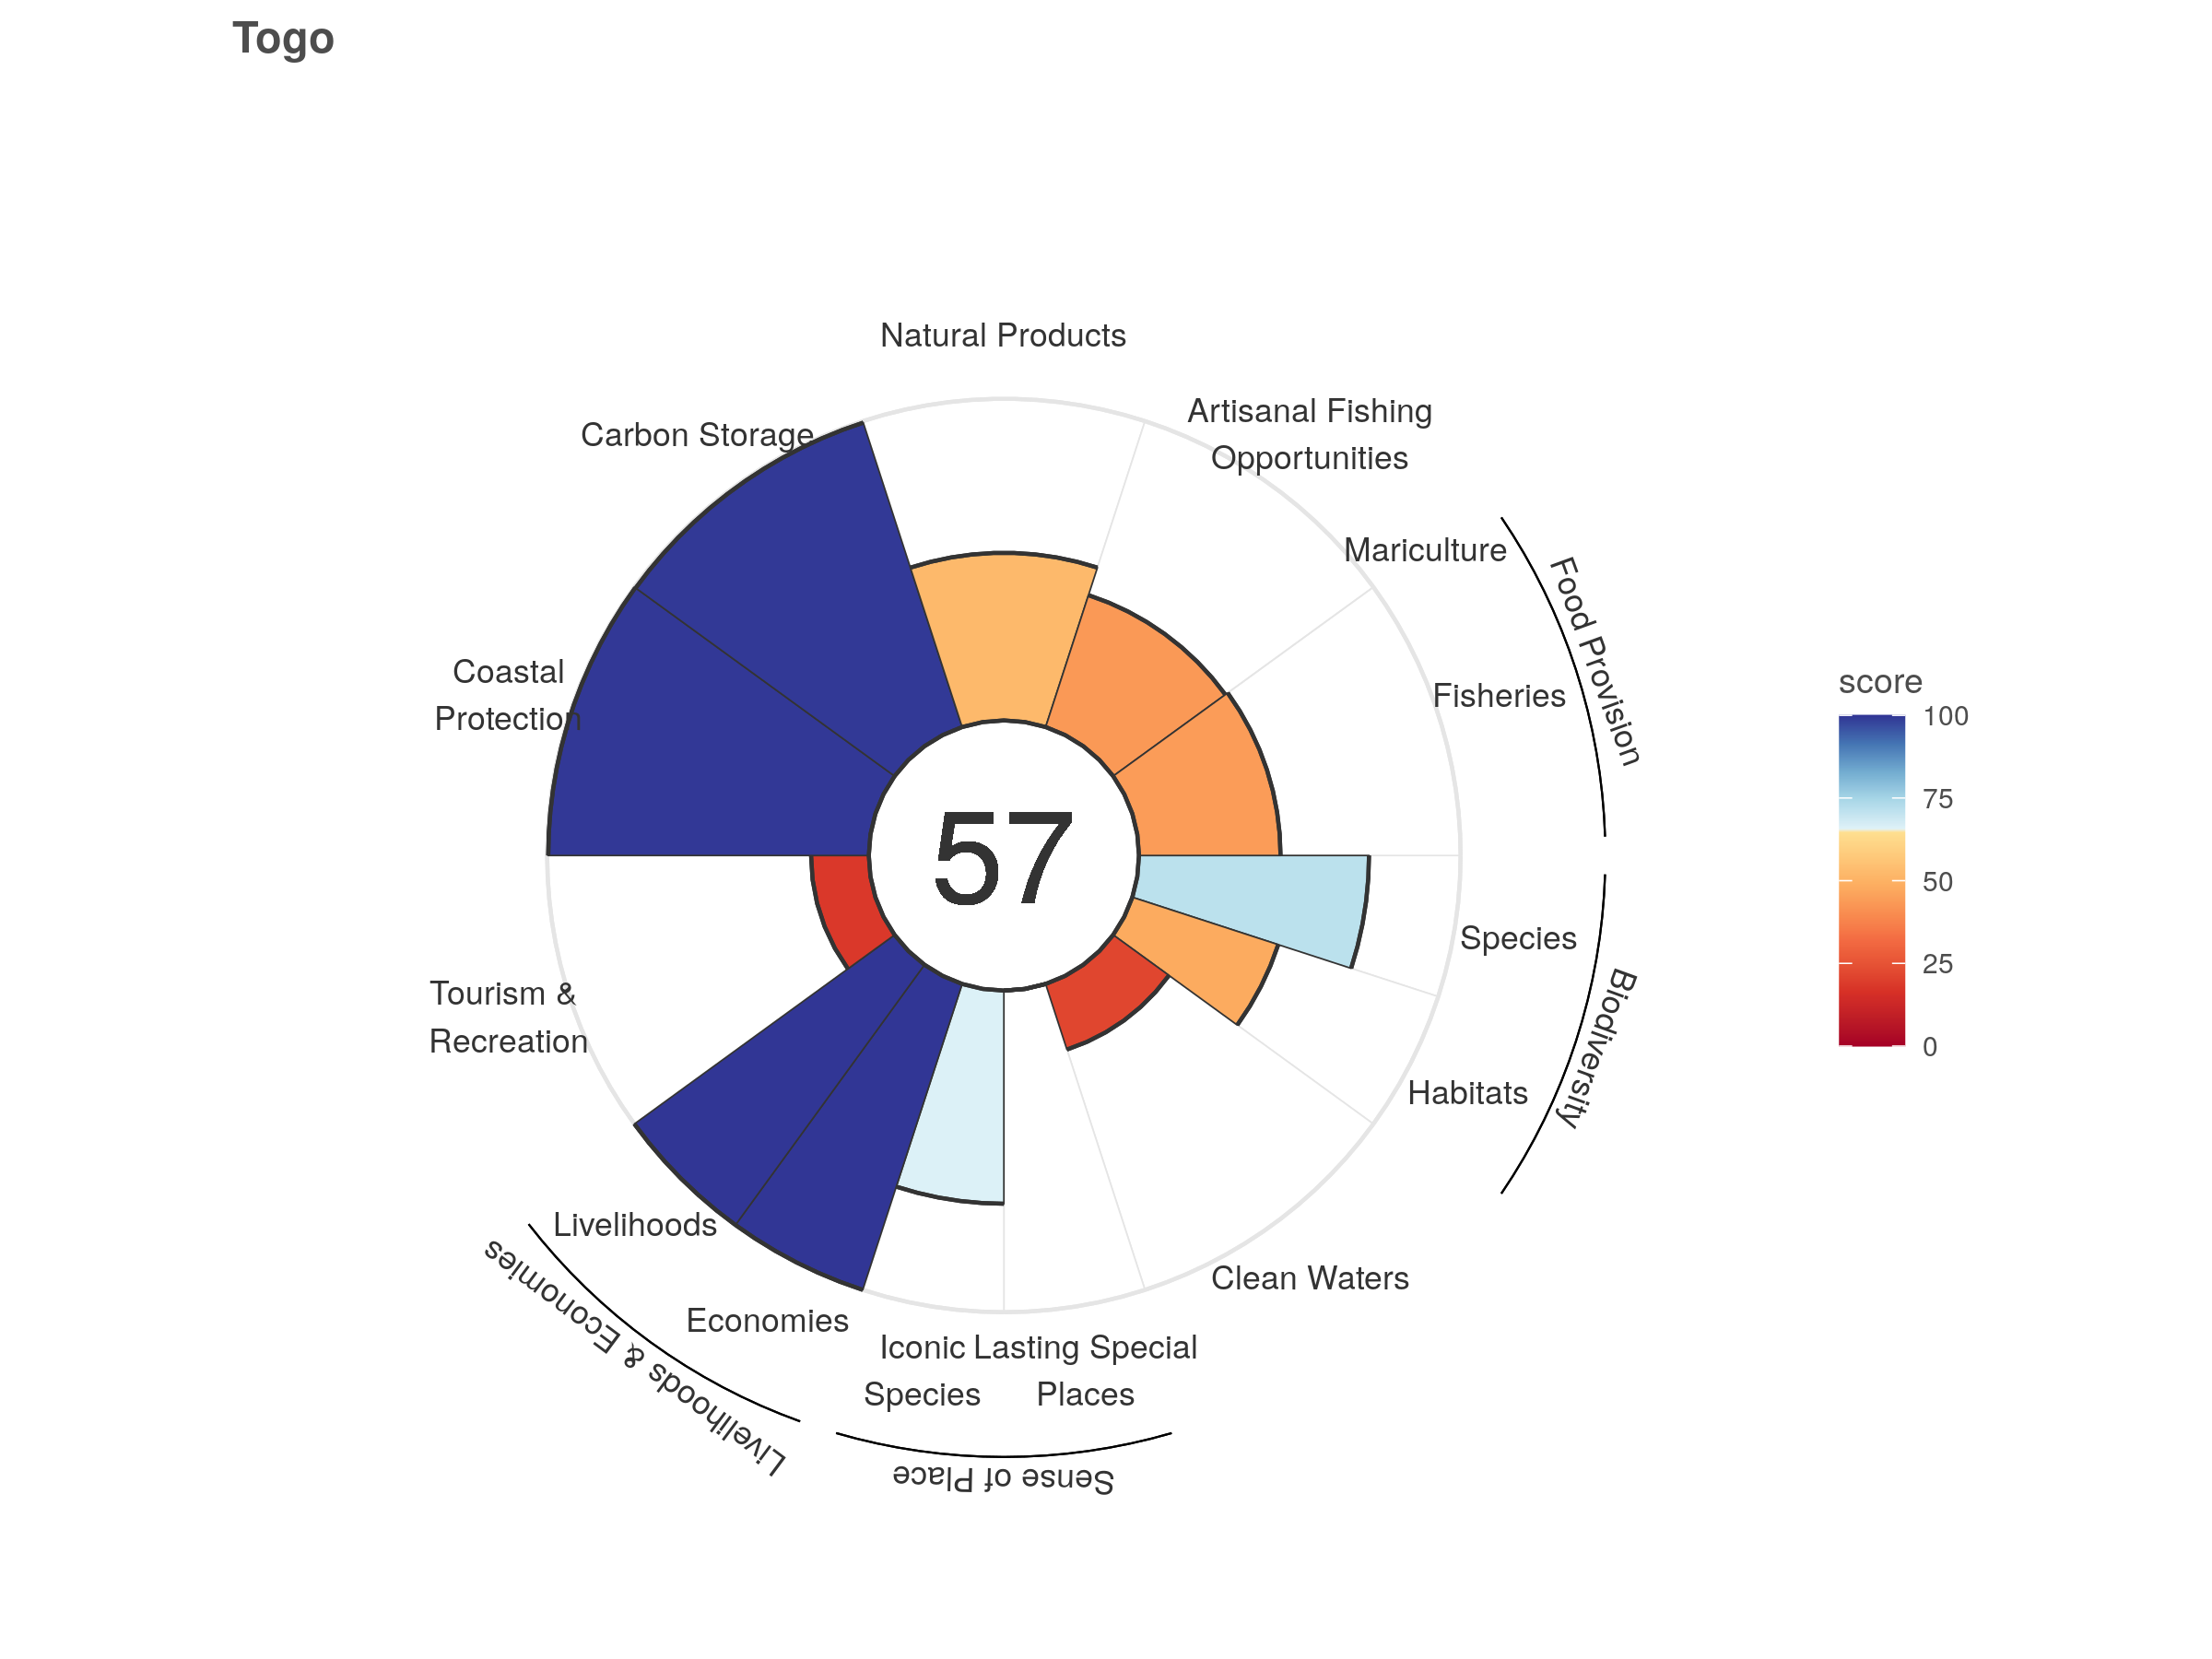 Togo
Natural Products
Artisanal Fishing
Opportunities
Carbon Storage
Mariculture
Food Provision
Fisheries
Coastal
Protection
score
100
75
50
25
0
57
Species
Biodiversity
Tourism &
Recreation
Habitats
Livelihoods
Clean Waters
Economies
Livelihoods & Economies
Iconic
Species
Lasting Special
Places
Sense of Place